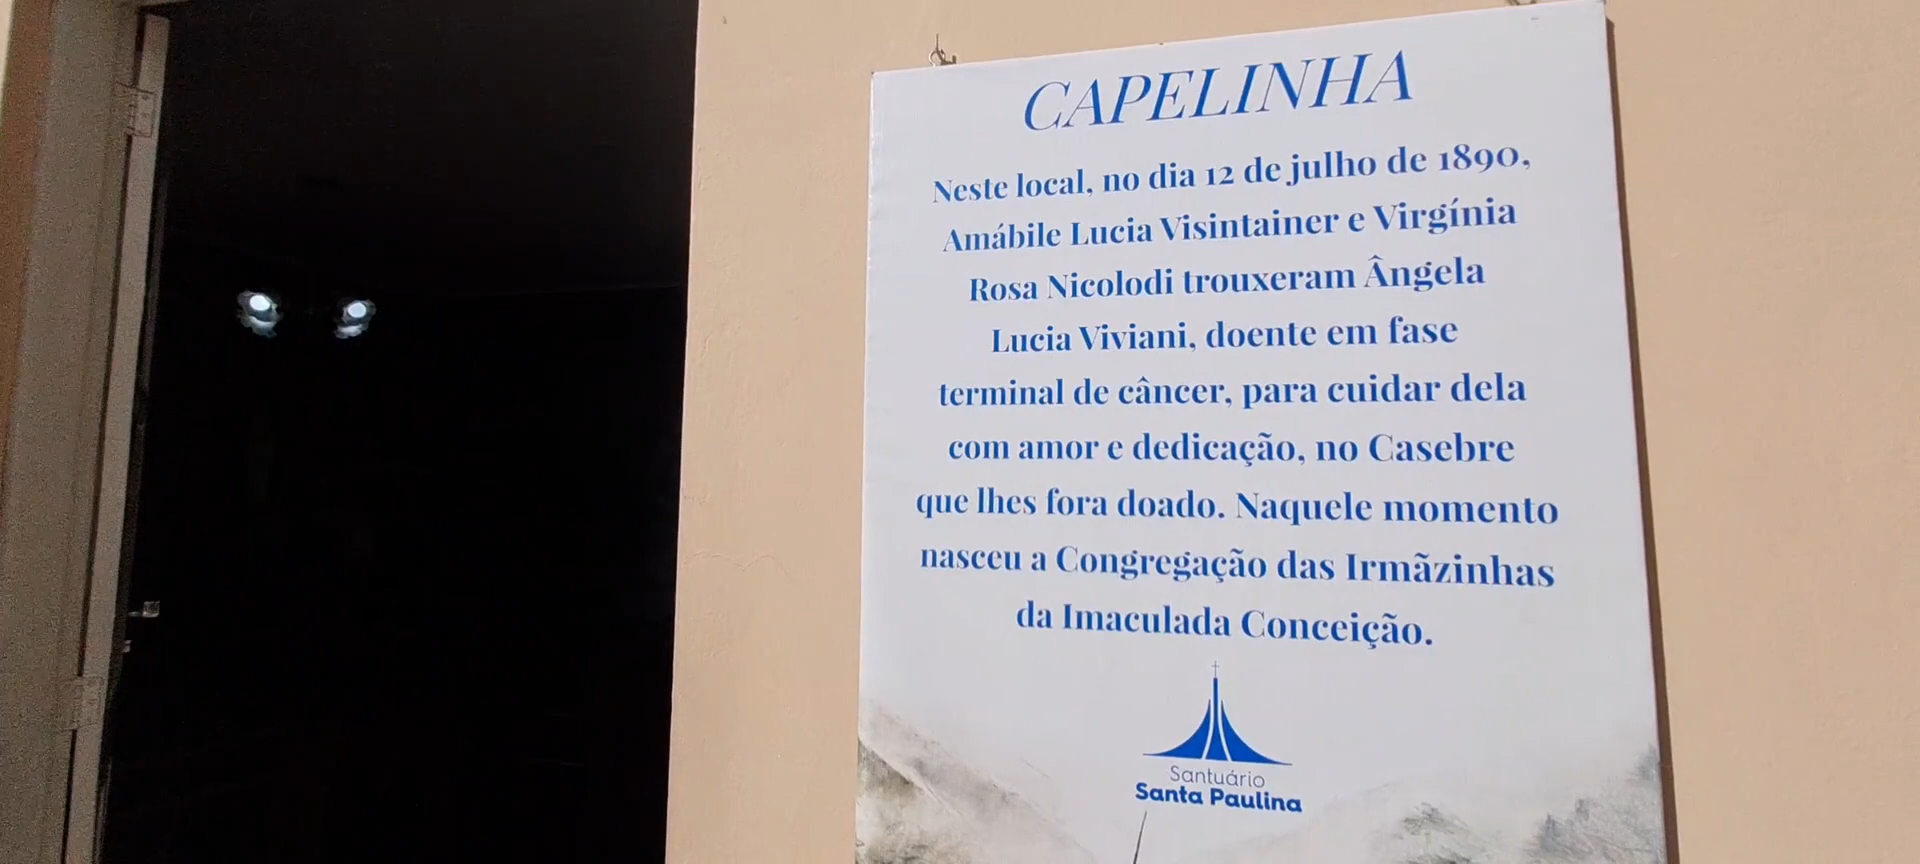 CAPELINHA
Neste local, no dia 12 de julho de 1890,
Amábile Lucia Visintainer e Virgínia
Rosa Nicolodi trouxeram Ângela
Lucia Viviani, doente em fase
terminal de câncer, para cuidar dela
com amor e dedicação, no Casebre
que lhes fora doado. Naquele momento
nasceu a Congregação das Irmãzinhas
da Imaculada Conceição.
Santuário
Santa Paulina